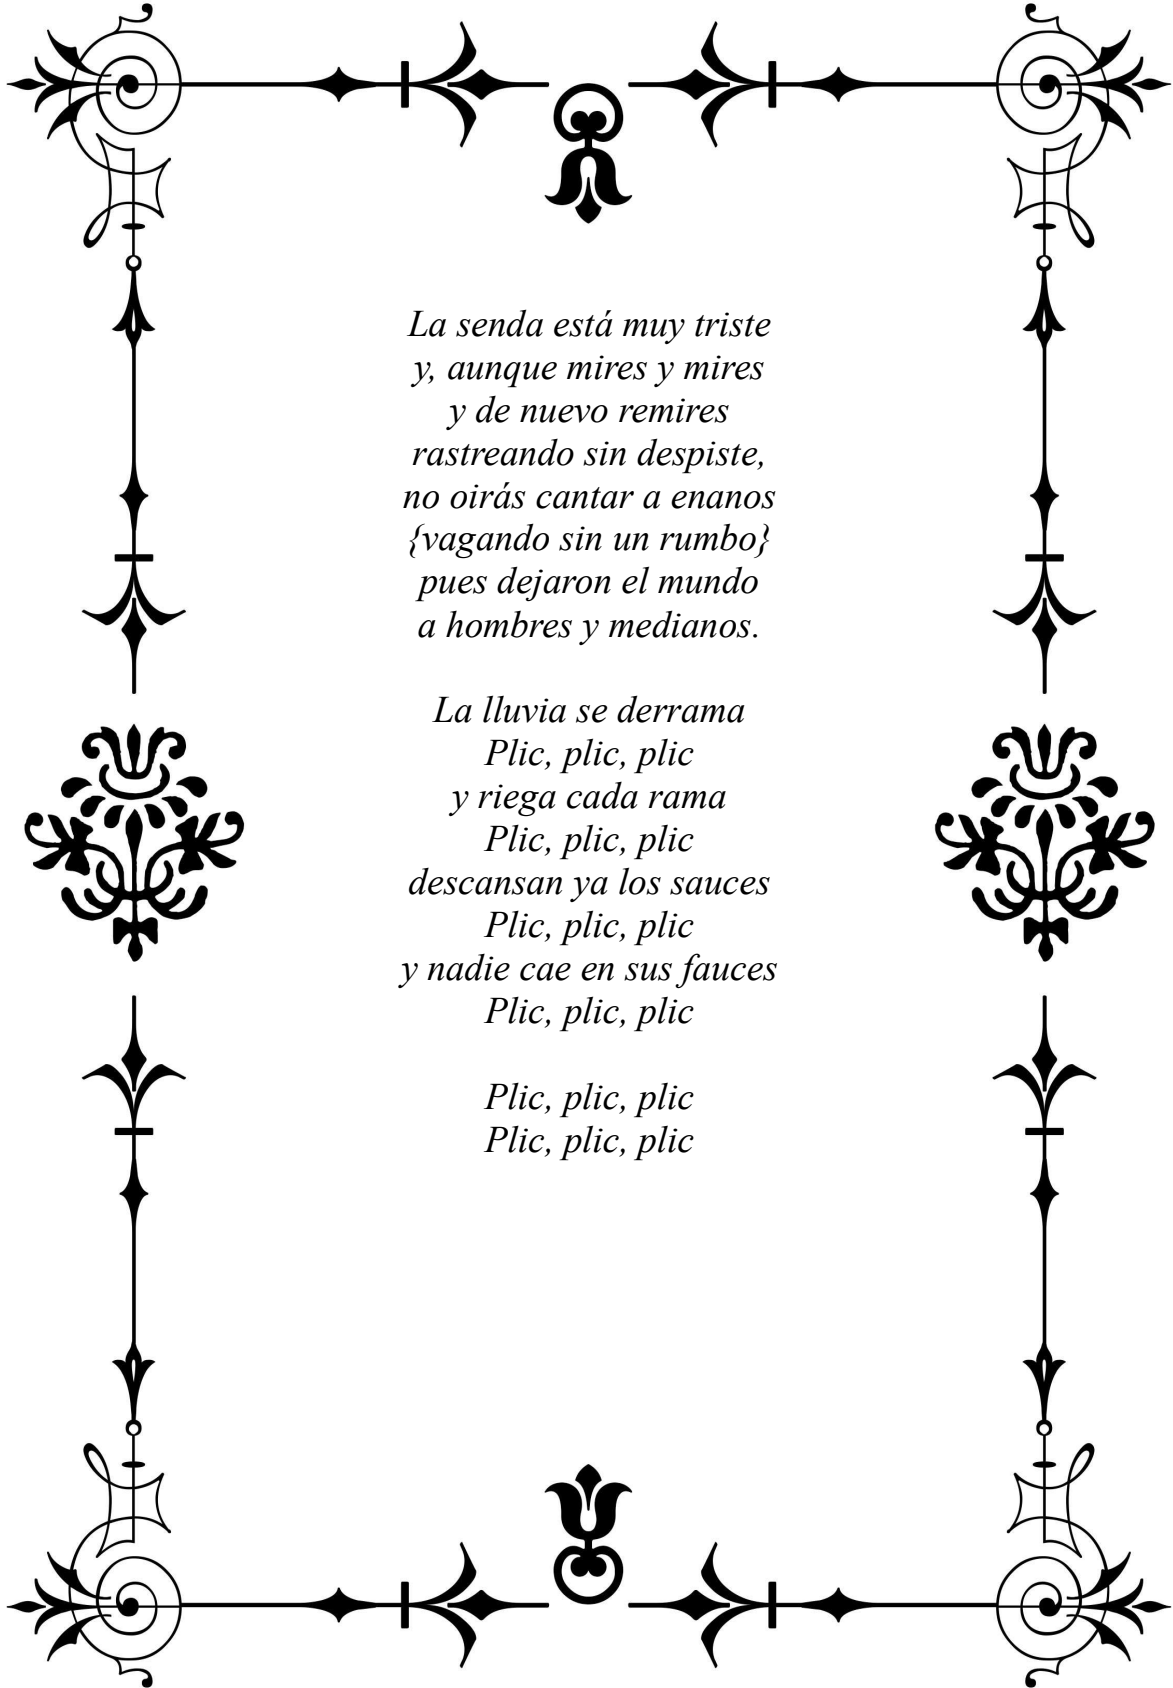 La senda está muy triste
y, aunque mires y mires
y de nuevo remires
rastreando sin despiste,
no oirás cantar a enanos
{vagando sin un rumbo}
pues dejaron el mundo
a hombres y medianos.

La lluvia se derrama
Plic, plic, plic
y riega cada rama
Plic, plic, plic
descansan ya los sauces
Plic, plic, plic
y nadie cae en sus fauces
Plic, plic, plic

Plic, plic, plic
Plic, plic, plic